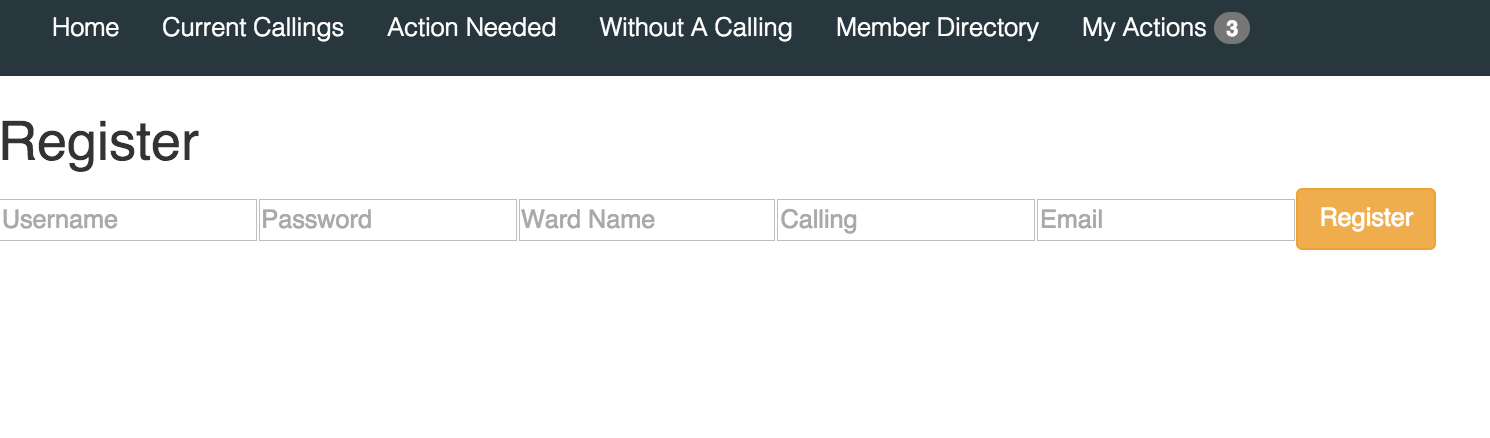 Home Current Callings Action Needed Without A Calling Member Directory My Actions 3
Register
Username Password Ward Name Calling Email Register